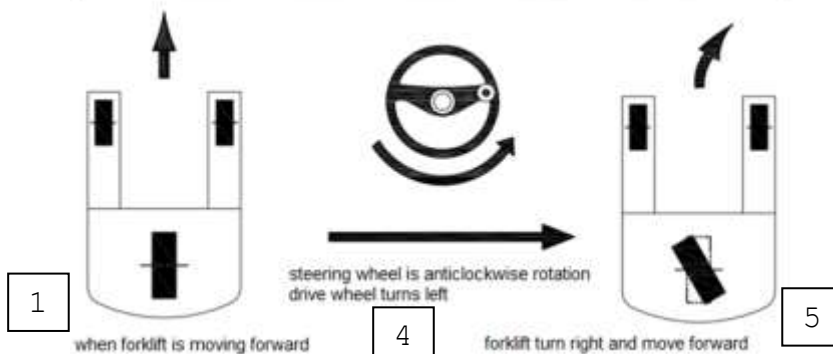 steering wheel is anticlockwise rotation
drive wheel turns left
1
4
5
when forklift is moving forward
forklift turn right and move forward